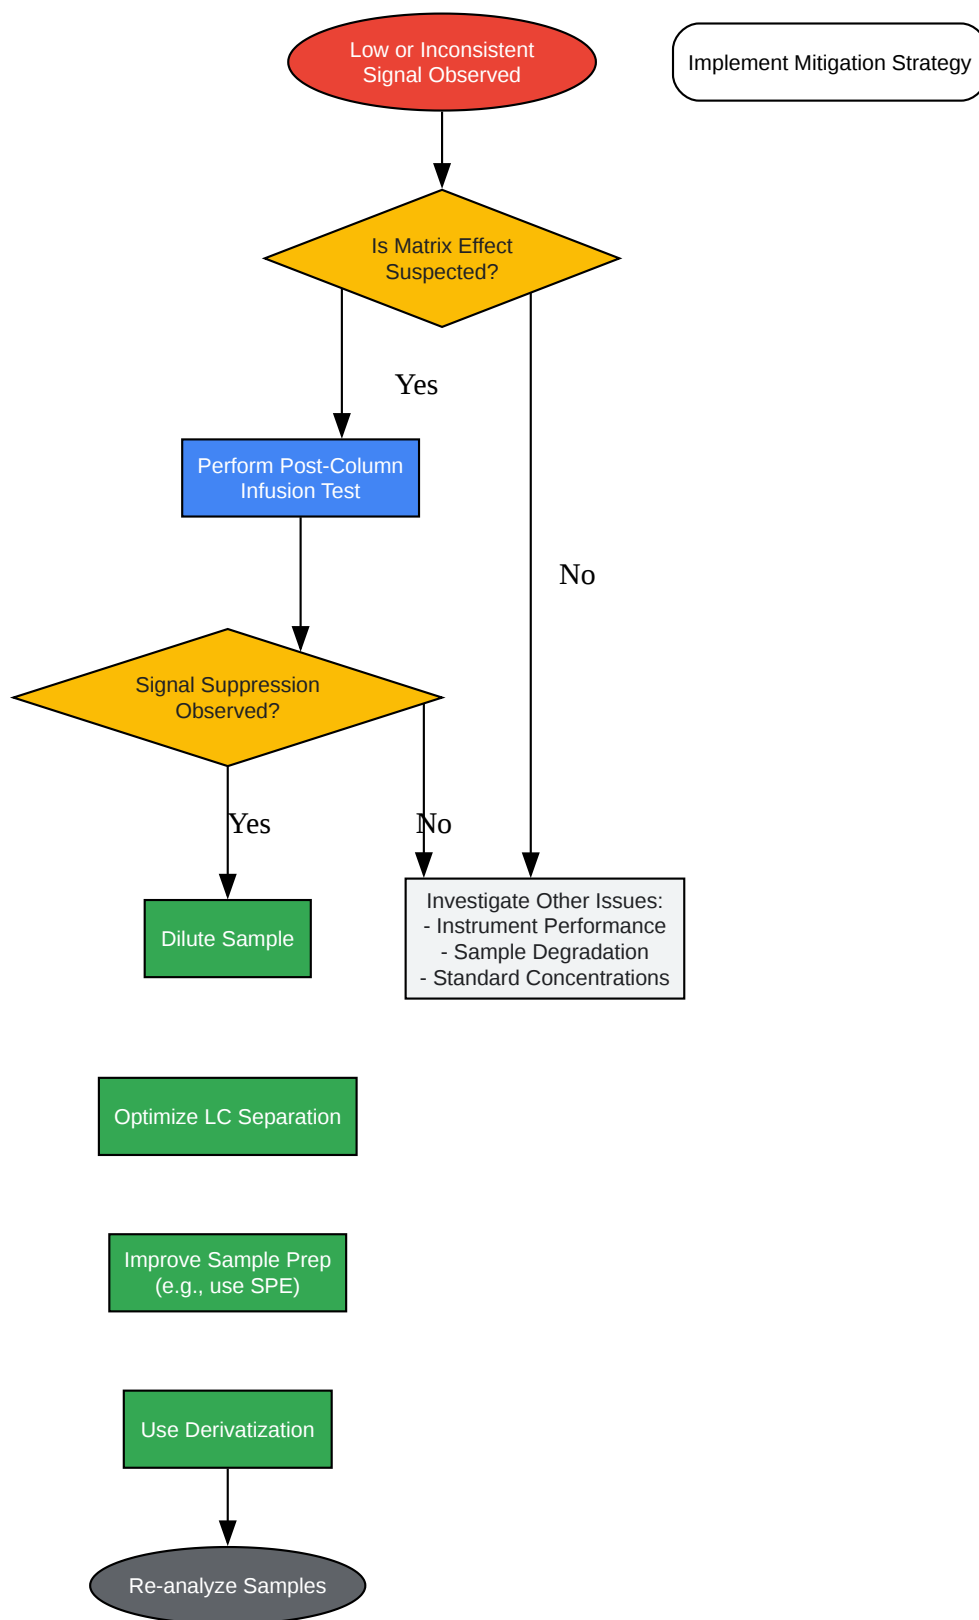 Low or Inconsistent
Signal Observed
Implement Mitigation Strategy
Is Matrix Effect
Suspected?
Yes
Perform Post-Column
Infusion Test
No
Signal Suppression
Observed?
Yes
No
Dilute Sample
Investigate Other Issues:
- Instrument Performance
- Sample Degradation
- Standard Concentrations
Optimize LC Separation
Improve Sample Prep
(e.g., use SPE)
Use Derivatization
Re-analyze Samples